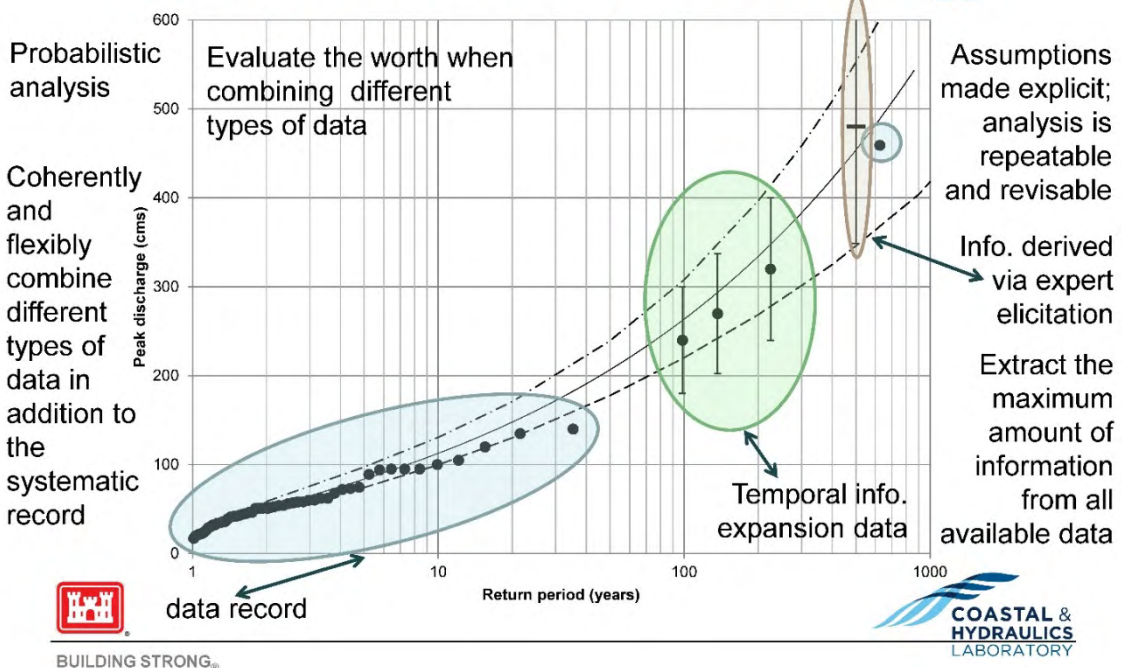 Probabilistic
analysis
Coherently
and
flexibly
combine
different
types of
data in
addition to
the
systematic
record
Evaluate the worth when
combining different
types of data
Peak discharge (cms)
600
500
400
300
200
100
0
1
10
100
1000
Return period (years)
data record
Temporal info.
expansion data
Assumptions
made explicit;
analysis is
repeatable
and revisable
Info. derived
via expert
elicitation
Extract the
maximum
amount of
information
from all
available data
BUILDING STRONG®
COASTAL &
HYDRAULICS
LABORATORY